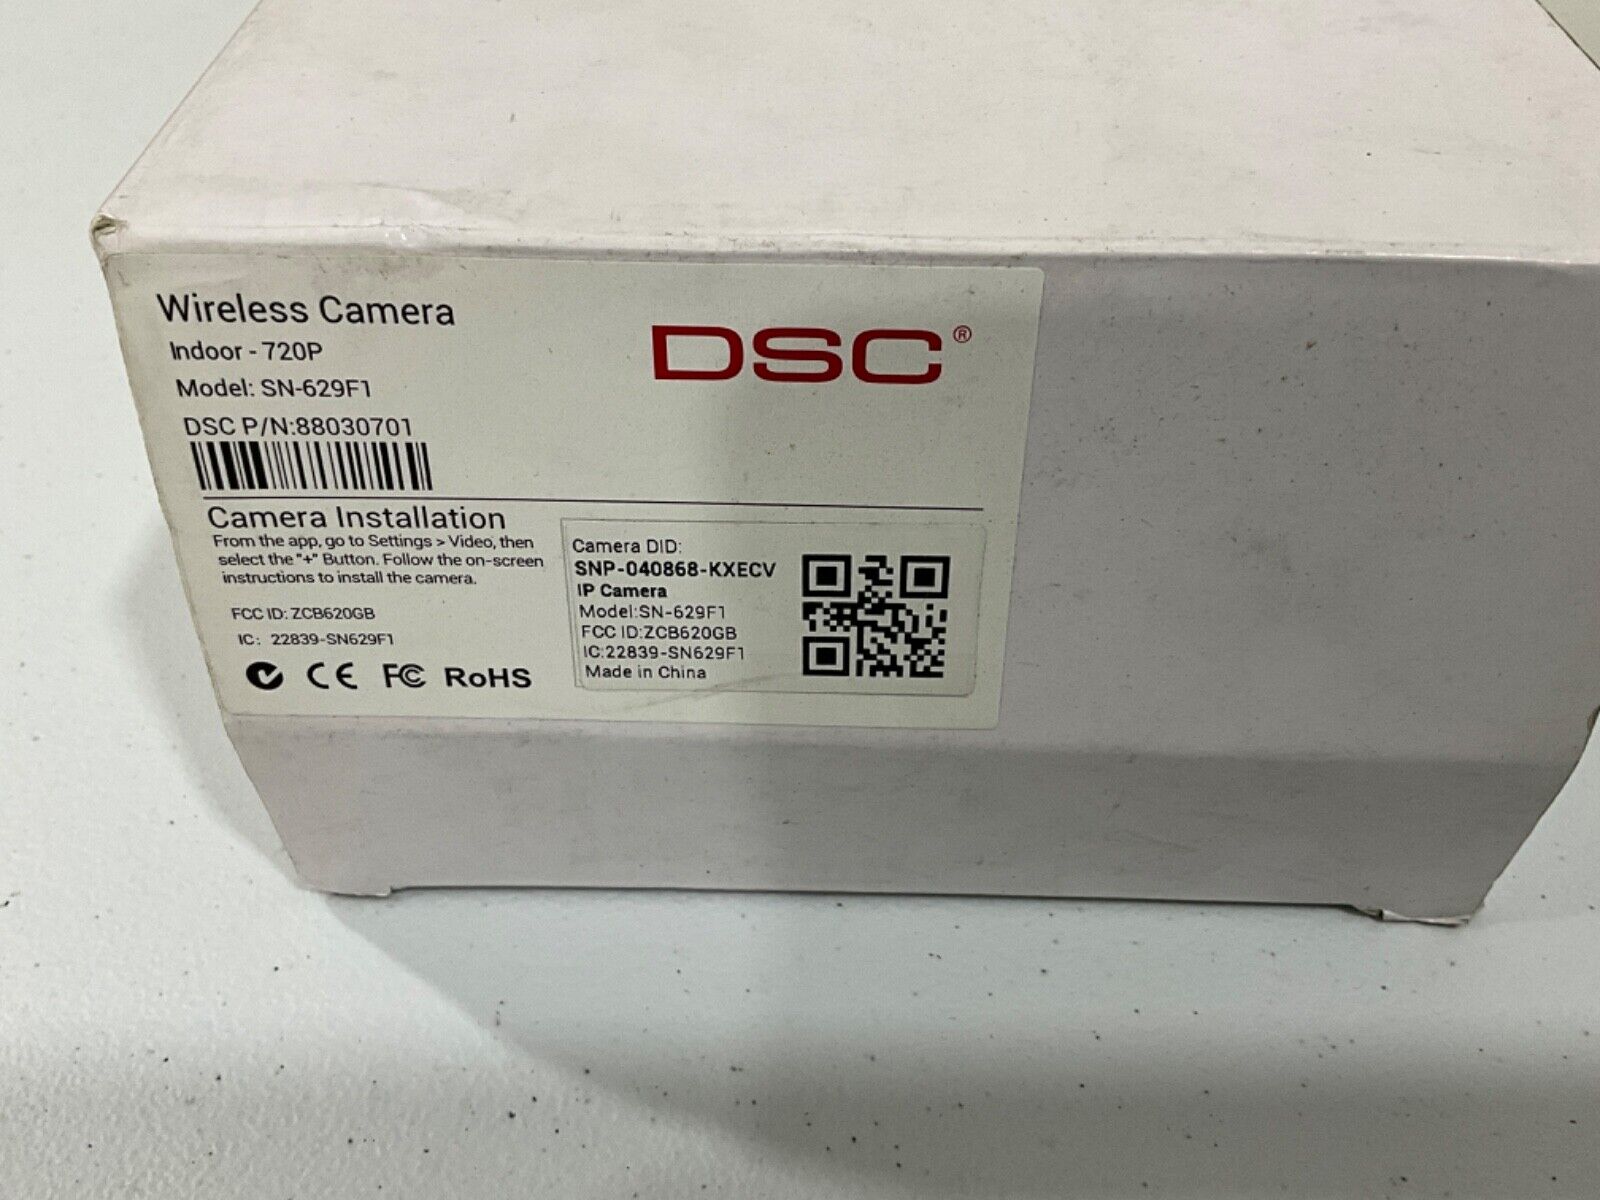 Wireless Camera
Indoor - 720P
Model: SN-629F1
DSC P/N:88030701
DSC®
Camera Installation
From the app, go to Settings > Video, then
select the "+" Button. Follow the on-screen
instructions to install the camera.
FCC ID: ZCB620GB
IC: 22839-SN629F1
CE FC RoHS
Camera DID:
SNP-040868-KXECV
IP Camera
Model:SN-629F1
FCC ID:ZCB620GB
IC:22839-SN629F1
Made in China